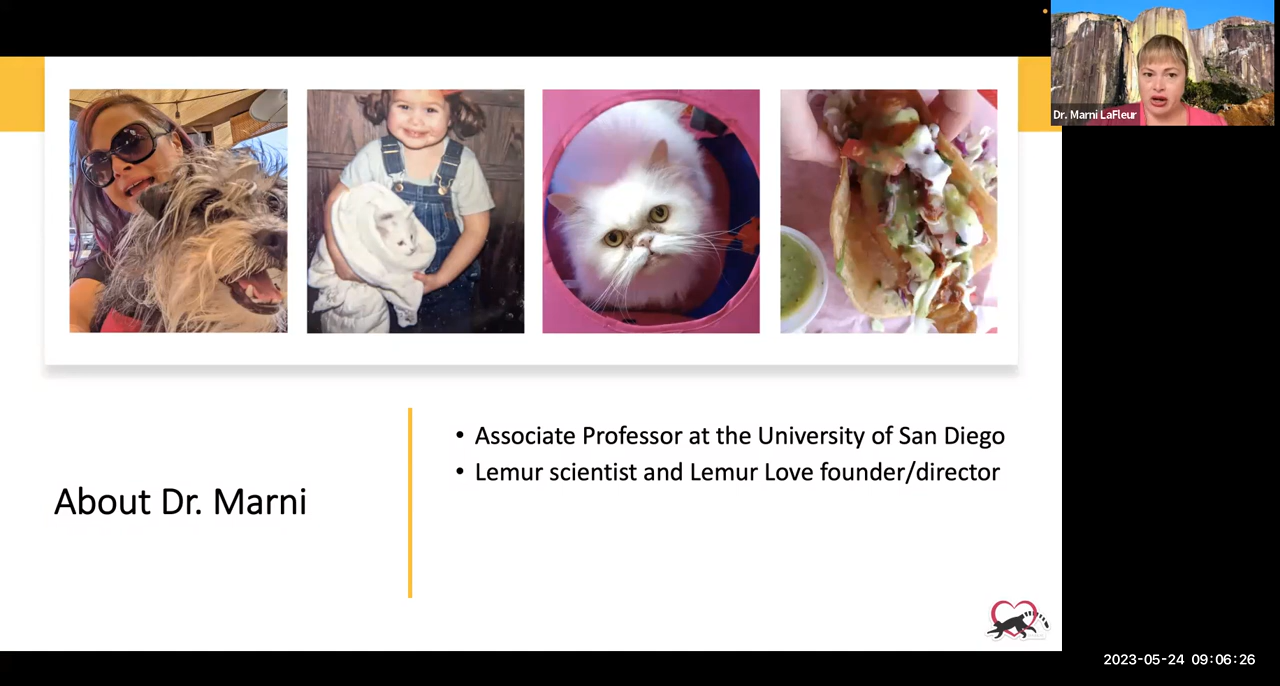 Dr. Marni LaFleur
About Dr. Marni
• Associate Professor at the University of San Diego
• Lemur scientist and Lemur Love founder/director
2023-05-24 09:06:26